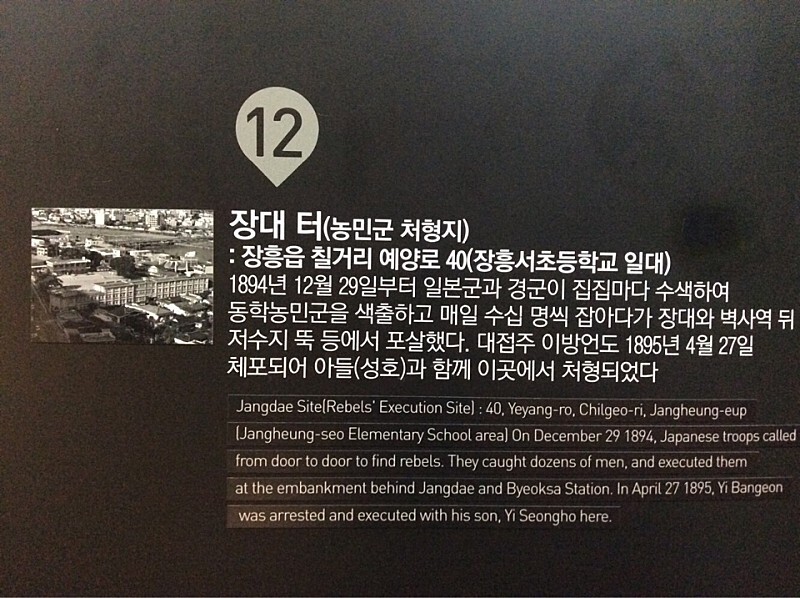 12
장대 터(농민군 처형지)
: 장흥읍 칠거리 예양로 40(장흥서초등학교 일대)
1894년 12월 29일부터 일본군과 경군이 집집마다 수색하여
동학농민군을 색출하고 매일 수십 명씩 잡아다가 장대와 벽사역 뒤
저수지 뚝 등에서 포살했다. 대접주 이방언도 1895년 4월 27일
체포되어 아들(성호)과 함께 이곳에서 처형되었다
Jangdae Site(Rebels' Execution Site) : 40, Yeyang-ro, Chilgeo-ri, Jangheung-eup
(Jangheung-seo Elementary School area) On December 29 1894, Japanese troops called
from door to door to find rebels. They caught dozens of men, and executed them
at the embankment behind Jangdae and Byeoksa Station. In April 27 1895, Yi Bangeon
was arrested and executed with his son, Yi Seongho here.